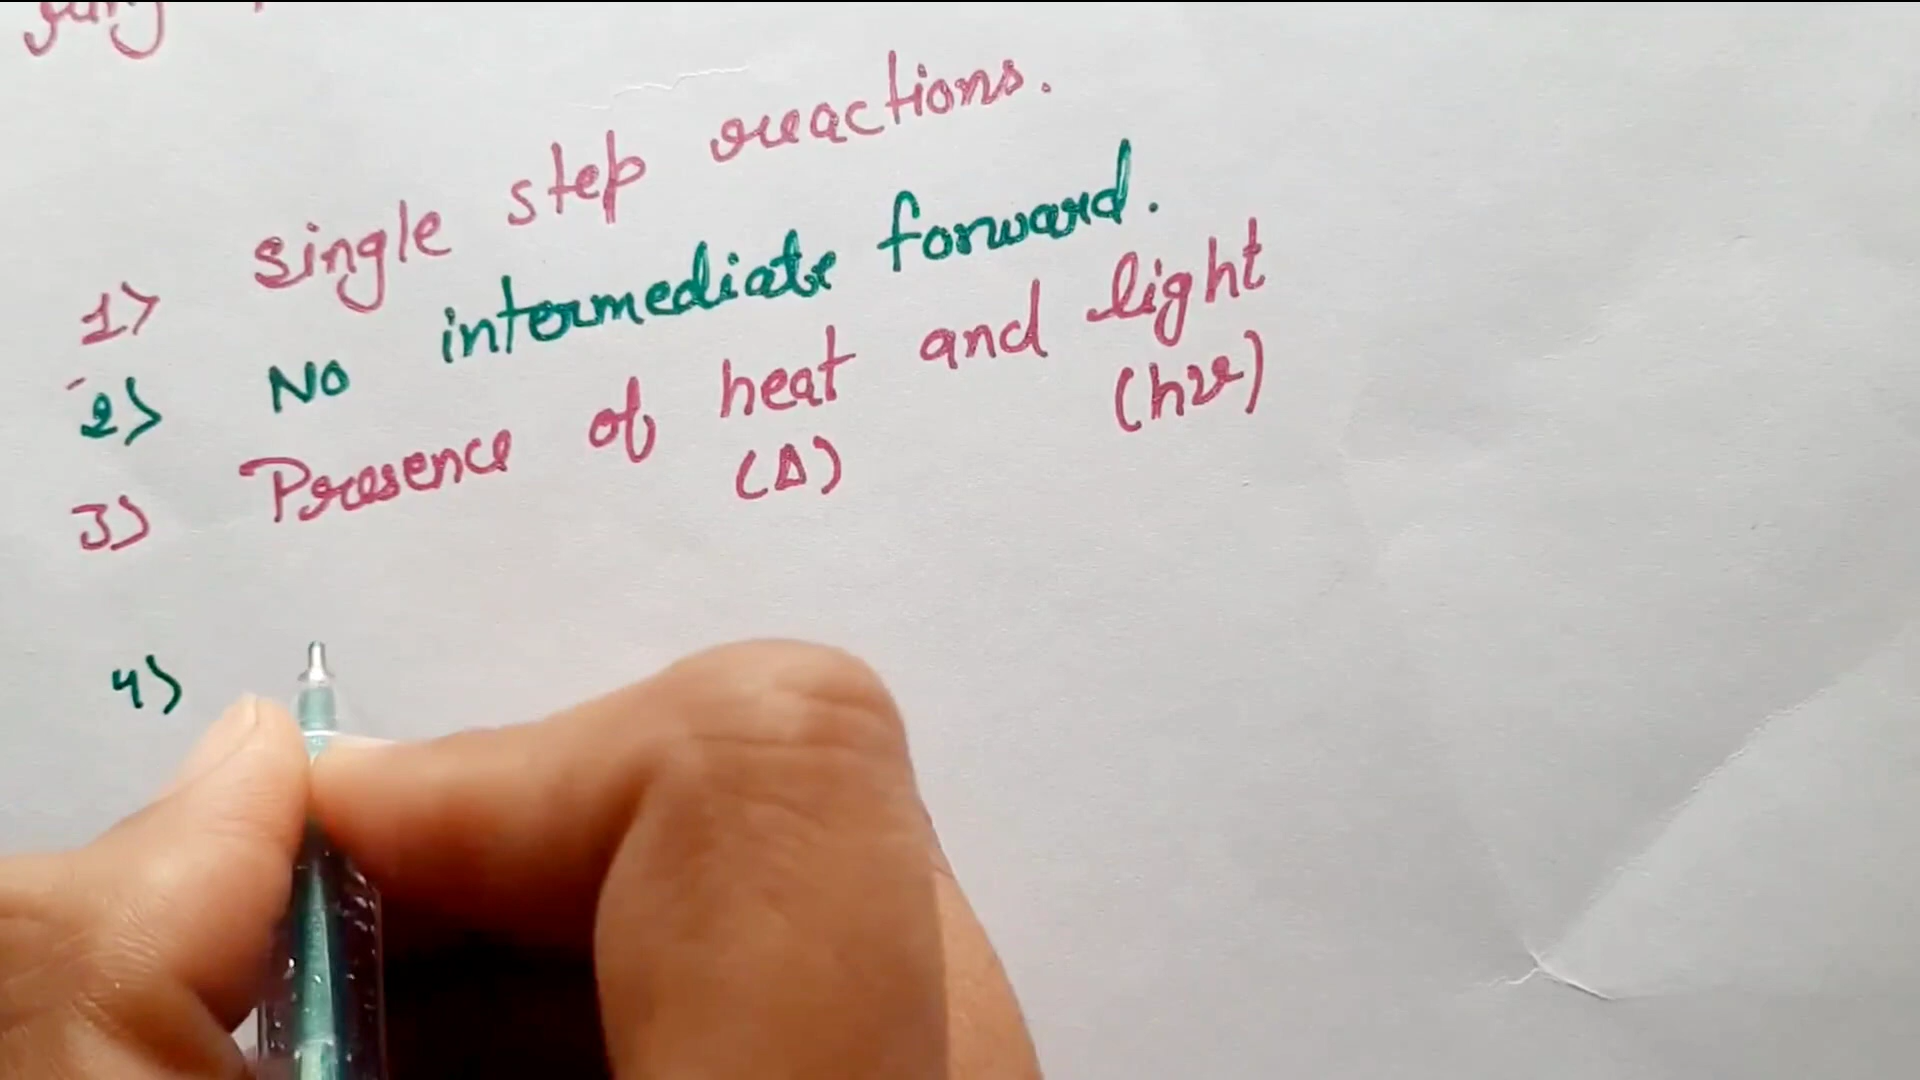 1> single step reactions.
2> No intermediate forward.
3) Presence of heat and light
(Δ) (hν)
4>